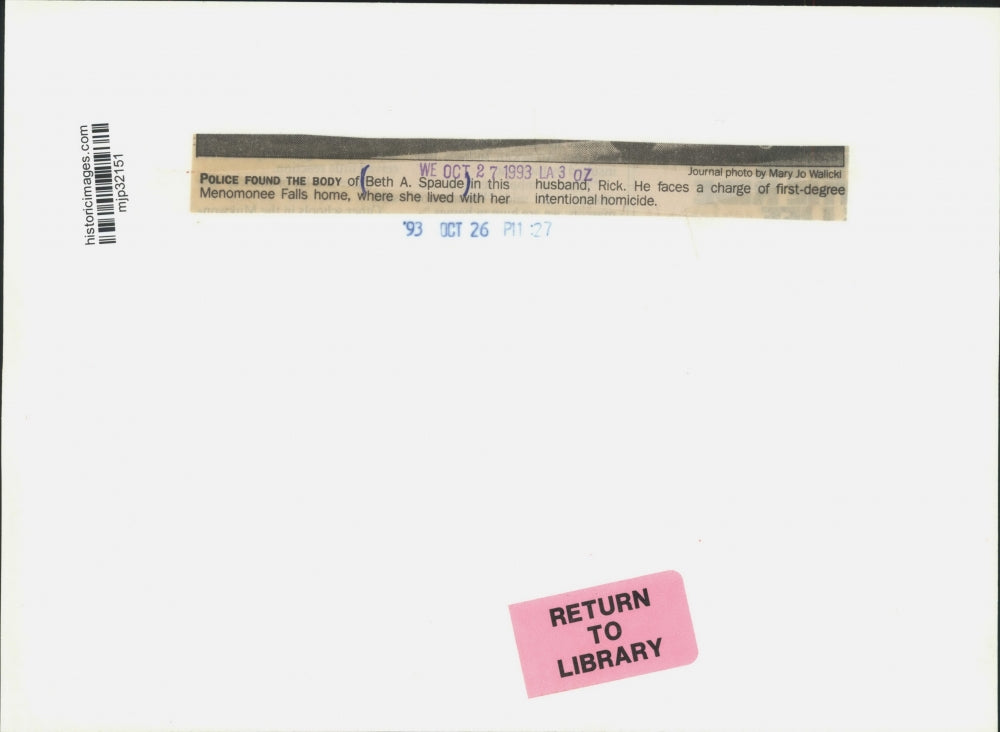 historicimages.com
mjp32151
WE OCT 2 7 1993 LA 3 OZ
Journal photo by Mary Jo Walicki
POLICE FOUND THE BODY of (Beth A. Spaude) in this
Menomonee Falls home, where she lived with her
husband, Rick. He faces a charge of first-degree
intentional homicide.
'93 OCT 26 P11:27
RETURN
TO
LIBRARY